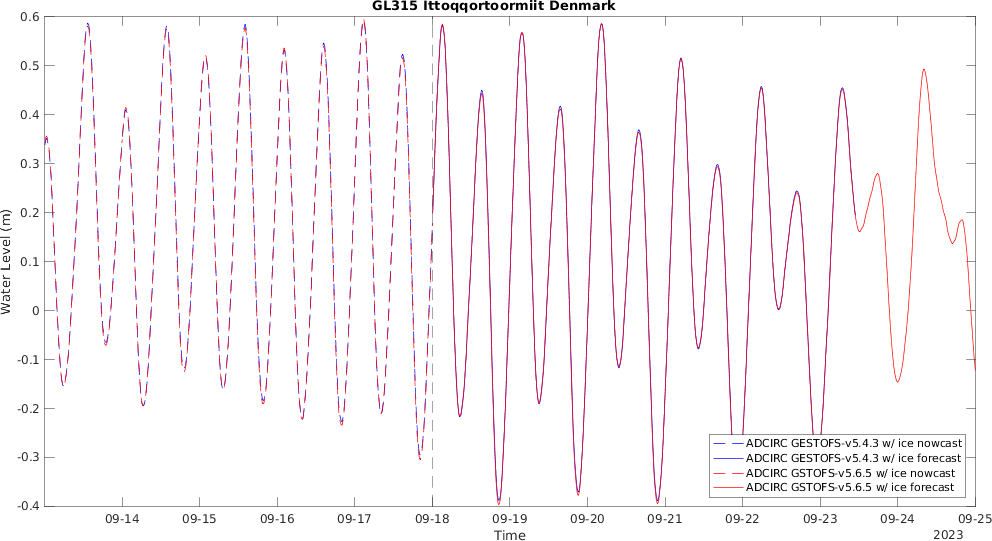 GL315 Ittoqqortoormiit Denmark
Water Level (m)
0.6
0.5
0.4
0.3
0.2
0.1
0
-0.1
-0.2
-0.3
-0.4
ADCIRC GESTOFS-v5.4.3 w/ ice nowcast
ADCIRC GESTOFS-v5.4.3 w/ ice forecast
ADCIRC GSTOFS-v5.6.5 w/ ice nowcast
ADCIRC GSTOFS-v5.6.5 w/ ice forecast
09-14 09-15 09-16 09-17 09-18 09-19 09-20 09-21 09-22 09-23 09-24 09-25
Time
2023